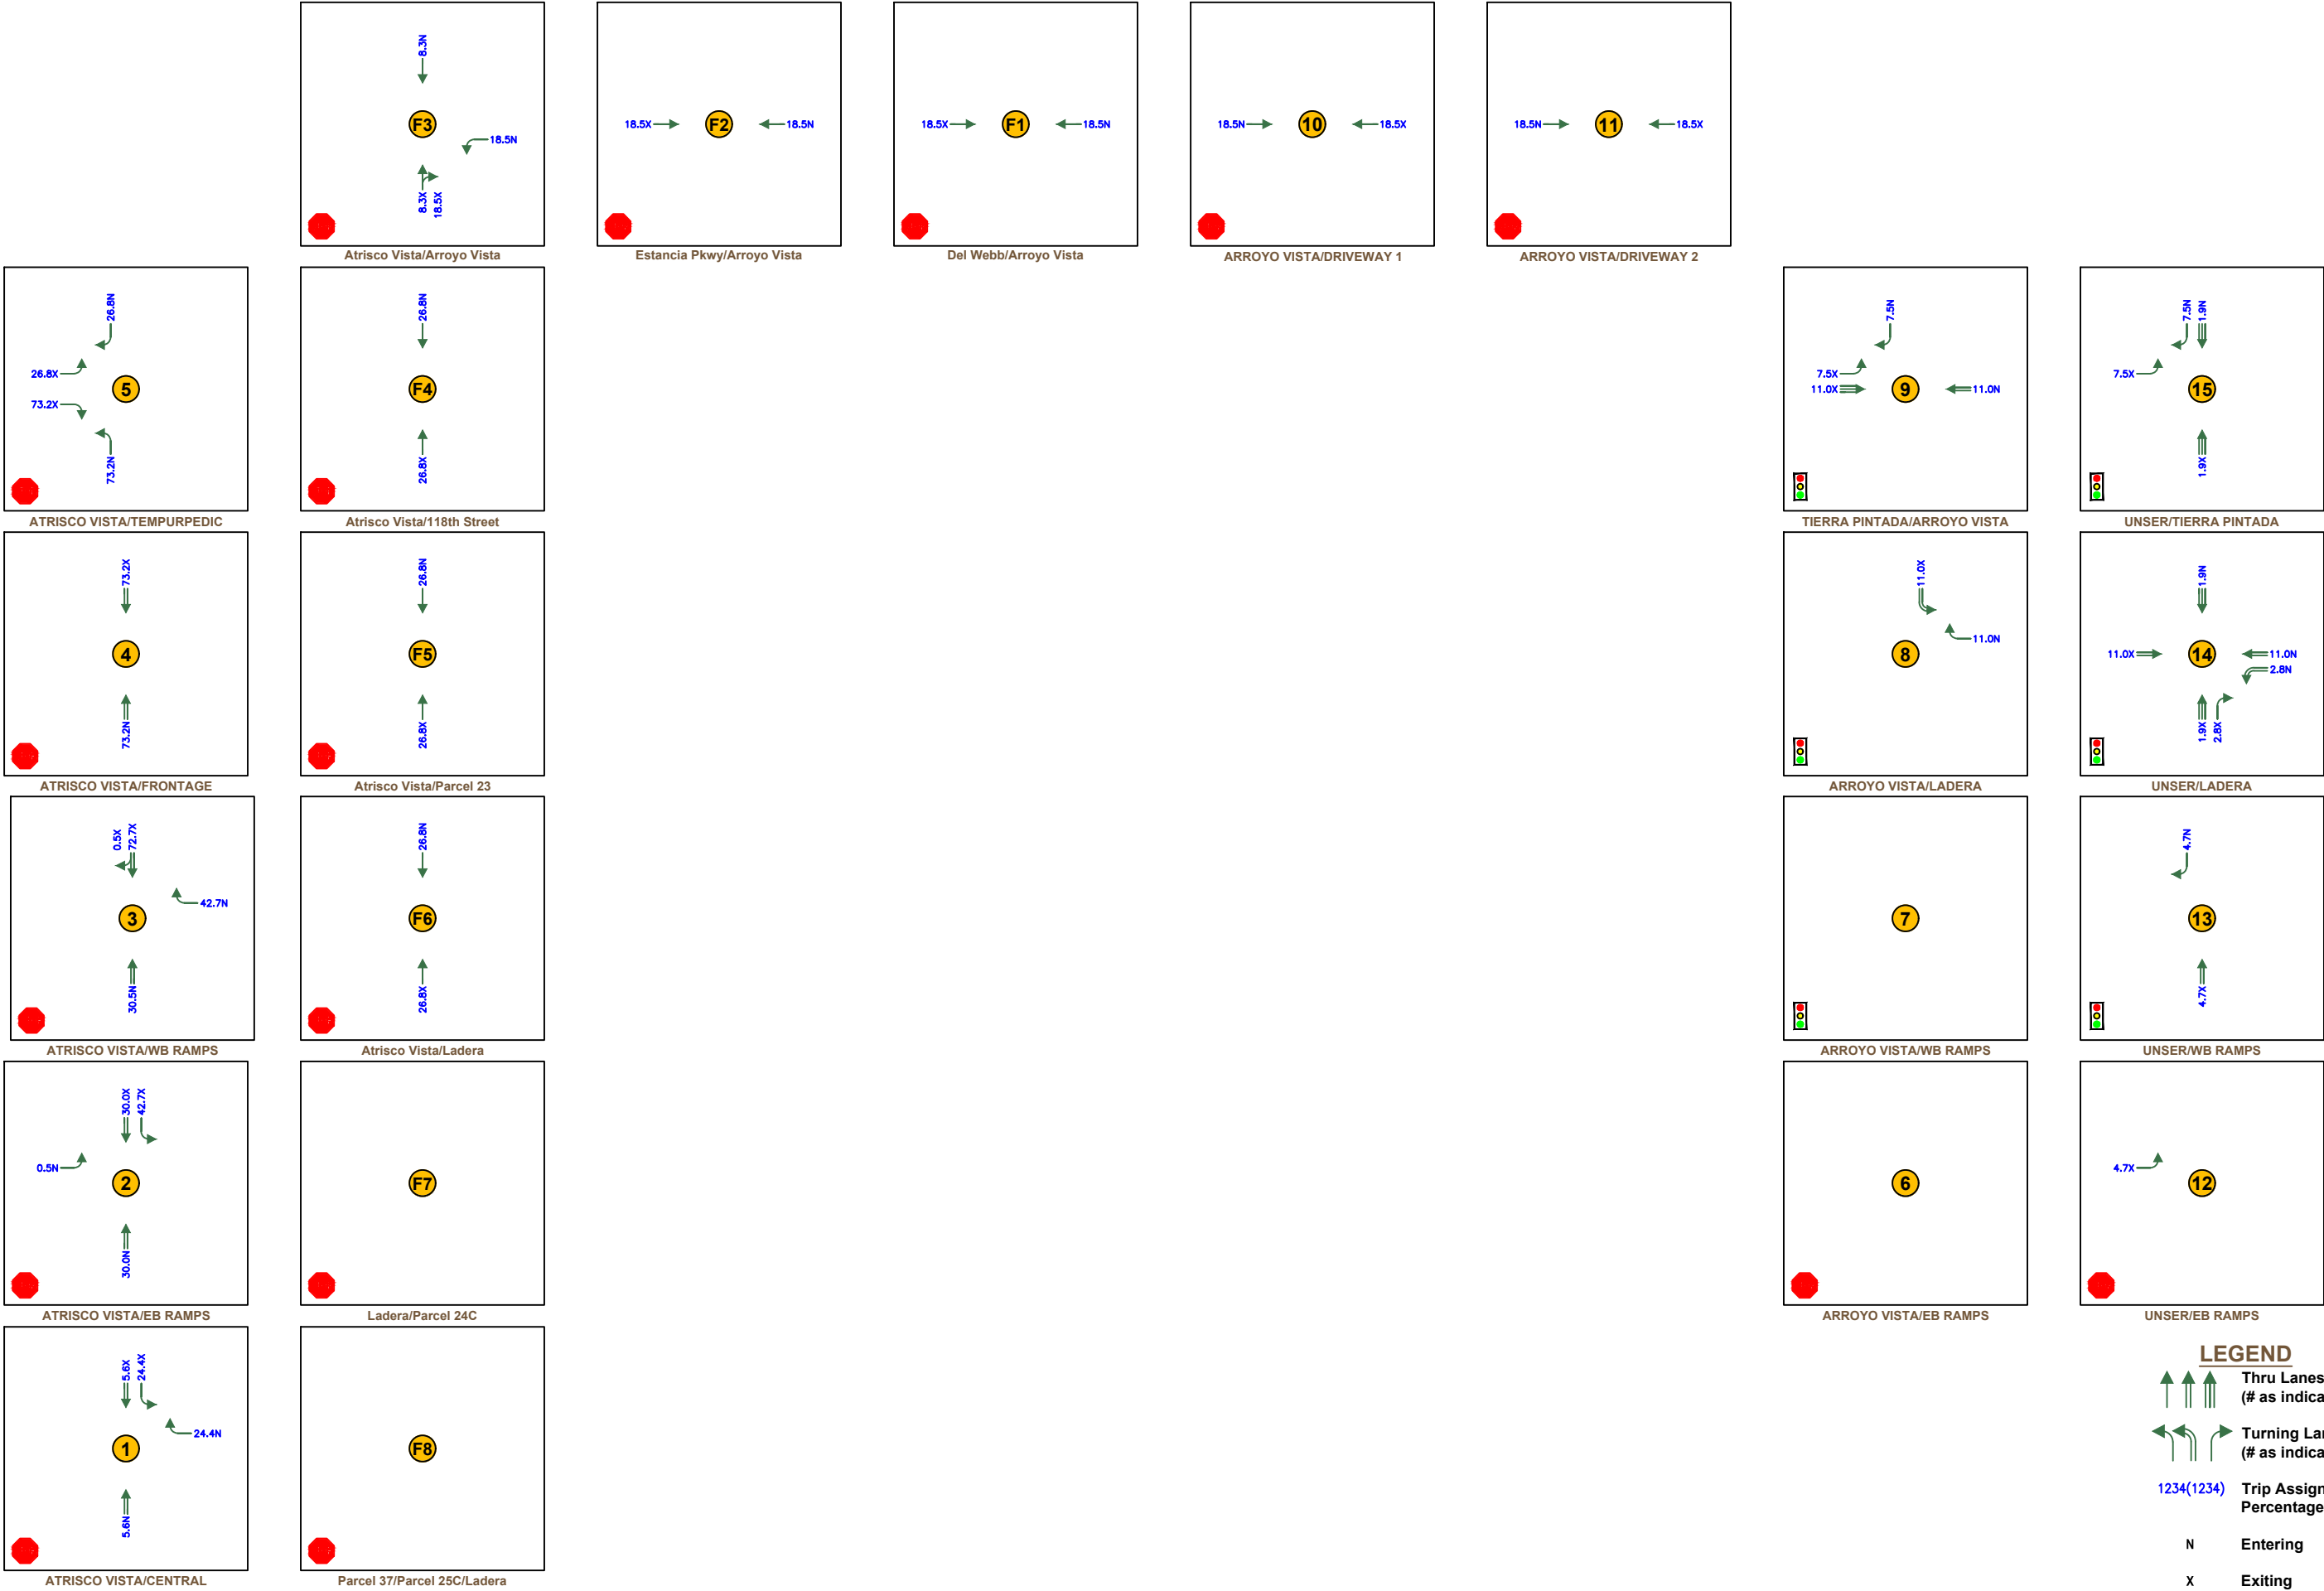 8.3N
F3
18.5N
8.3X
18.5X
Atrisco Vista/Arroyo Vista
18.5X
F2
18.5N
Estancia Pkwy/Arroyo Vista
18.5X
F1
18.5N
Del Webb/Arroyo Vista
18.5N
10
18.5X
ARROYO VISTA/DRIVEWAY 1
18.5N
11
18.5X
ARROYO VISTA/DRIVEWAY 2
26.8N
26.8X
5
73.2X
73.2N
ATRISCO VISTA/TEMPURPEDIC
26.8N
F4
26.8X
Atrisco Vista/118th Street
7.5N
7.5X
11.0X
9
11.0N
TIERRA PINTADA/ARROYO VISTA
7.5N
1.9N
7.5X
15
1.9X
UNSER/TIERRA PINTADA
73.2X
4
73.2N
ATRISCO VISTA/FRONTAGE
26.8N
F5
26.8X
Atrisco Vista/Parcel 23
11.0X
11.0N
8
ARROYO VISTA/LADERA
1.9N
11.0X
14
11.0N
2.8N
1.9X
2.8X
UNSER/LADERA
0.5X
72.7X
42.7N
3
30.5N
ATRISCO VISTA/WB RAMPS
26.8N
F6
26.8X
Atrisco Vista/Ladera
7
ARROYO VISTA/WB RAMPS
4.7N
13
4.7X
UNSER/WB RAMPS
30.0X
42.7X
0.5N
2
30.0N
ATRISCO VISTA/EB RAMPS
F7
Ladera/Parcel 24C
6
ARROYO VISTA/EB RAMPS
4.7X
12
UNSER/EB RAMPS
5.6X
24.4X
24.4N
1
5.6N
ATRISCO VISTA/CENTRAL
F8
Parcel 37/Parcel 25C/Ladera
LEGEND
Thru Lanes
(# as indica
Turning Lar
(# as indica
1234(1234) Trip Assign
Percentage
N Entering
X Exiting